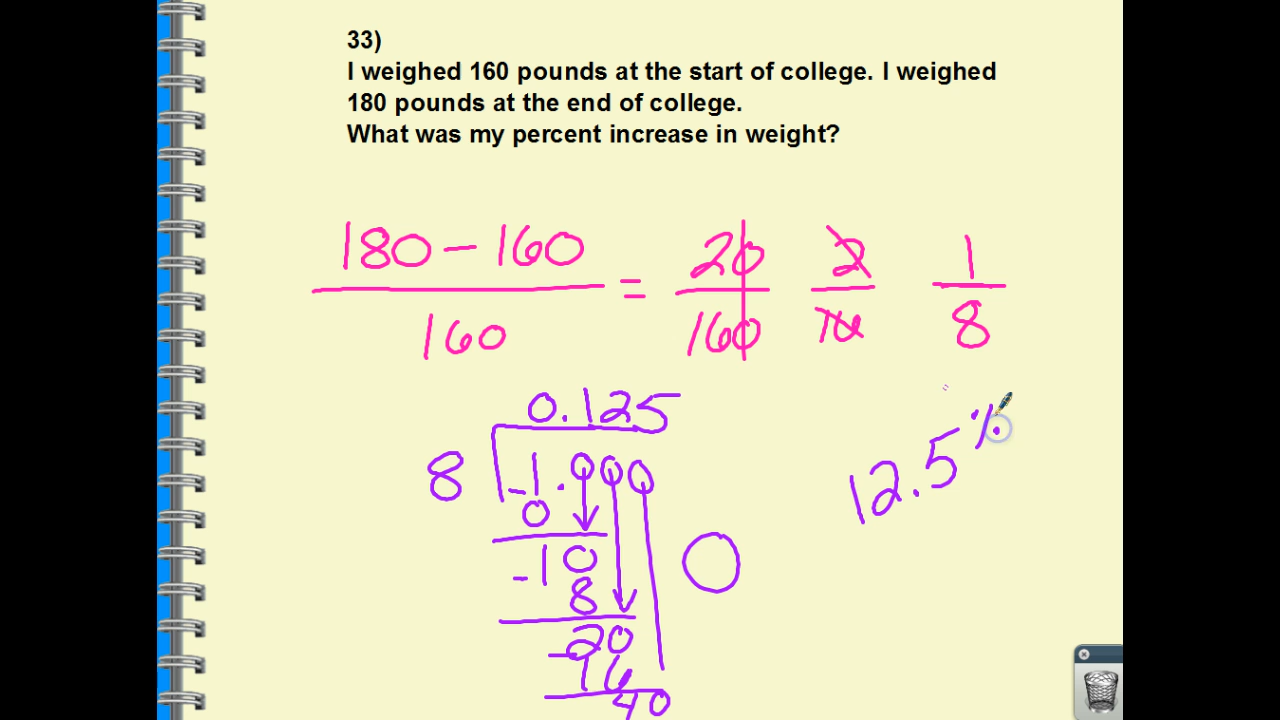 33)
I weighed 160 pounds at the start of college. I weighed
180 pounds at the end of college.
What was my percent increase in weight?
180 - 160 = 20 2 1
160 160 16 8
0.125
8 -1.000
0
-10
8
-20
16
40
0
12.5%